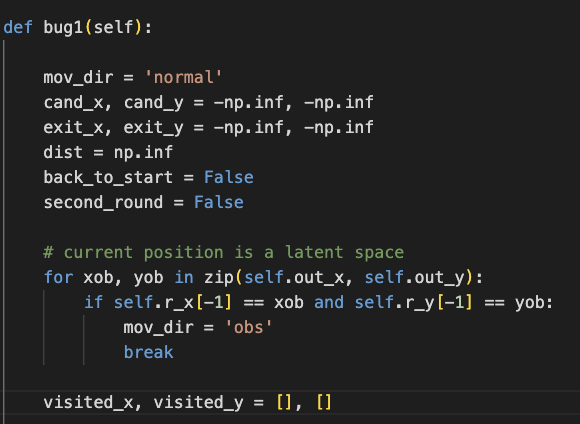 def bug1(self):
mov_dir = 'normal'
cand_x, cand_y = -np.inf, -np.inf
exit_x, exit_y = -np.inf, -np.inf
dist = np.inf
back_to_start = False
second_round = False
# current position is a latent space
for xob, yob in zip(self.out_x, self.out_y):
if self.r_x[-1] == xob and self.r_y[-1] == yob:
mov_dir = 'obs'
break
visited_x, visited_y = [], []